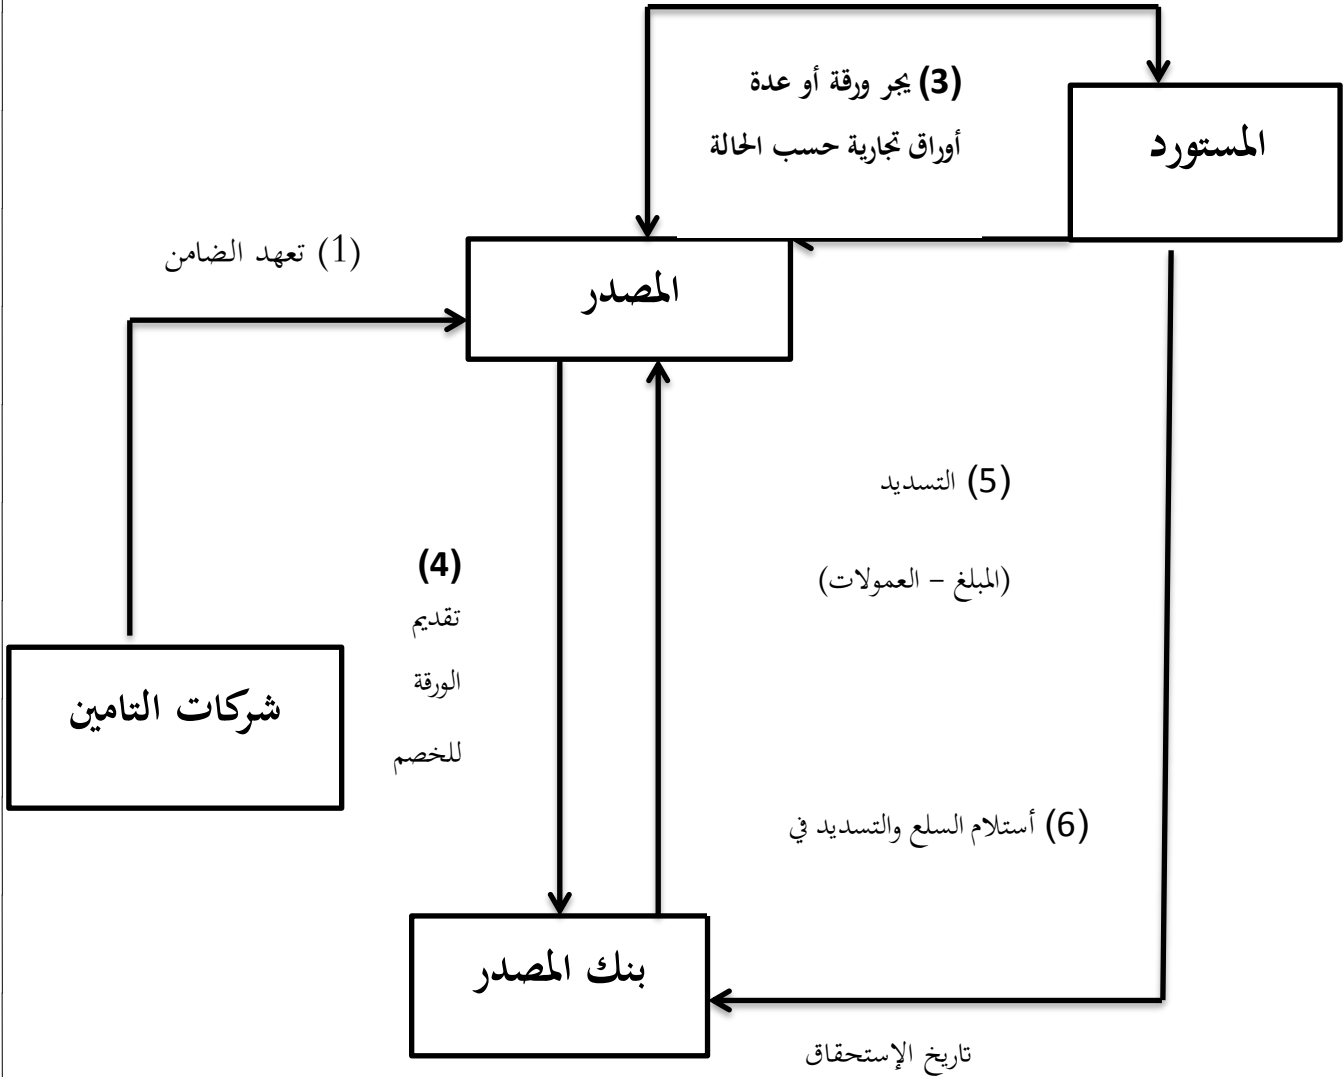 (3) يجر ورقة أو عدة
أوراق تجارية حسب الحالة
المستورد
(1) تعهد الضامن
المصدر
(5) التسديد
(المبلغ – العمولات)
(4)
تقديم
الورقة
للخصم
شركات التامين
(6) أستلام السلع والتسديد في
بنك المصدر
تاريخ الإستحقاق